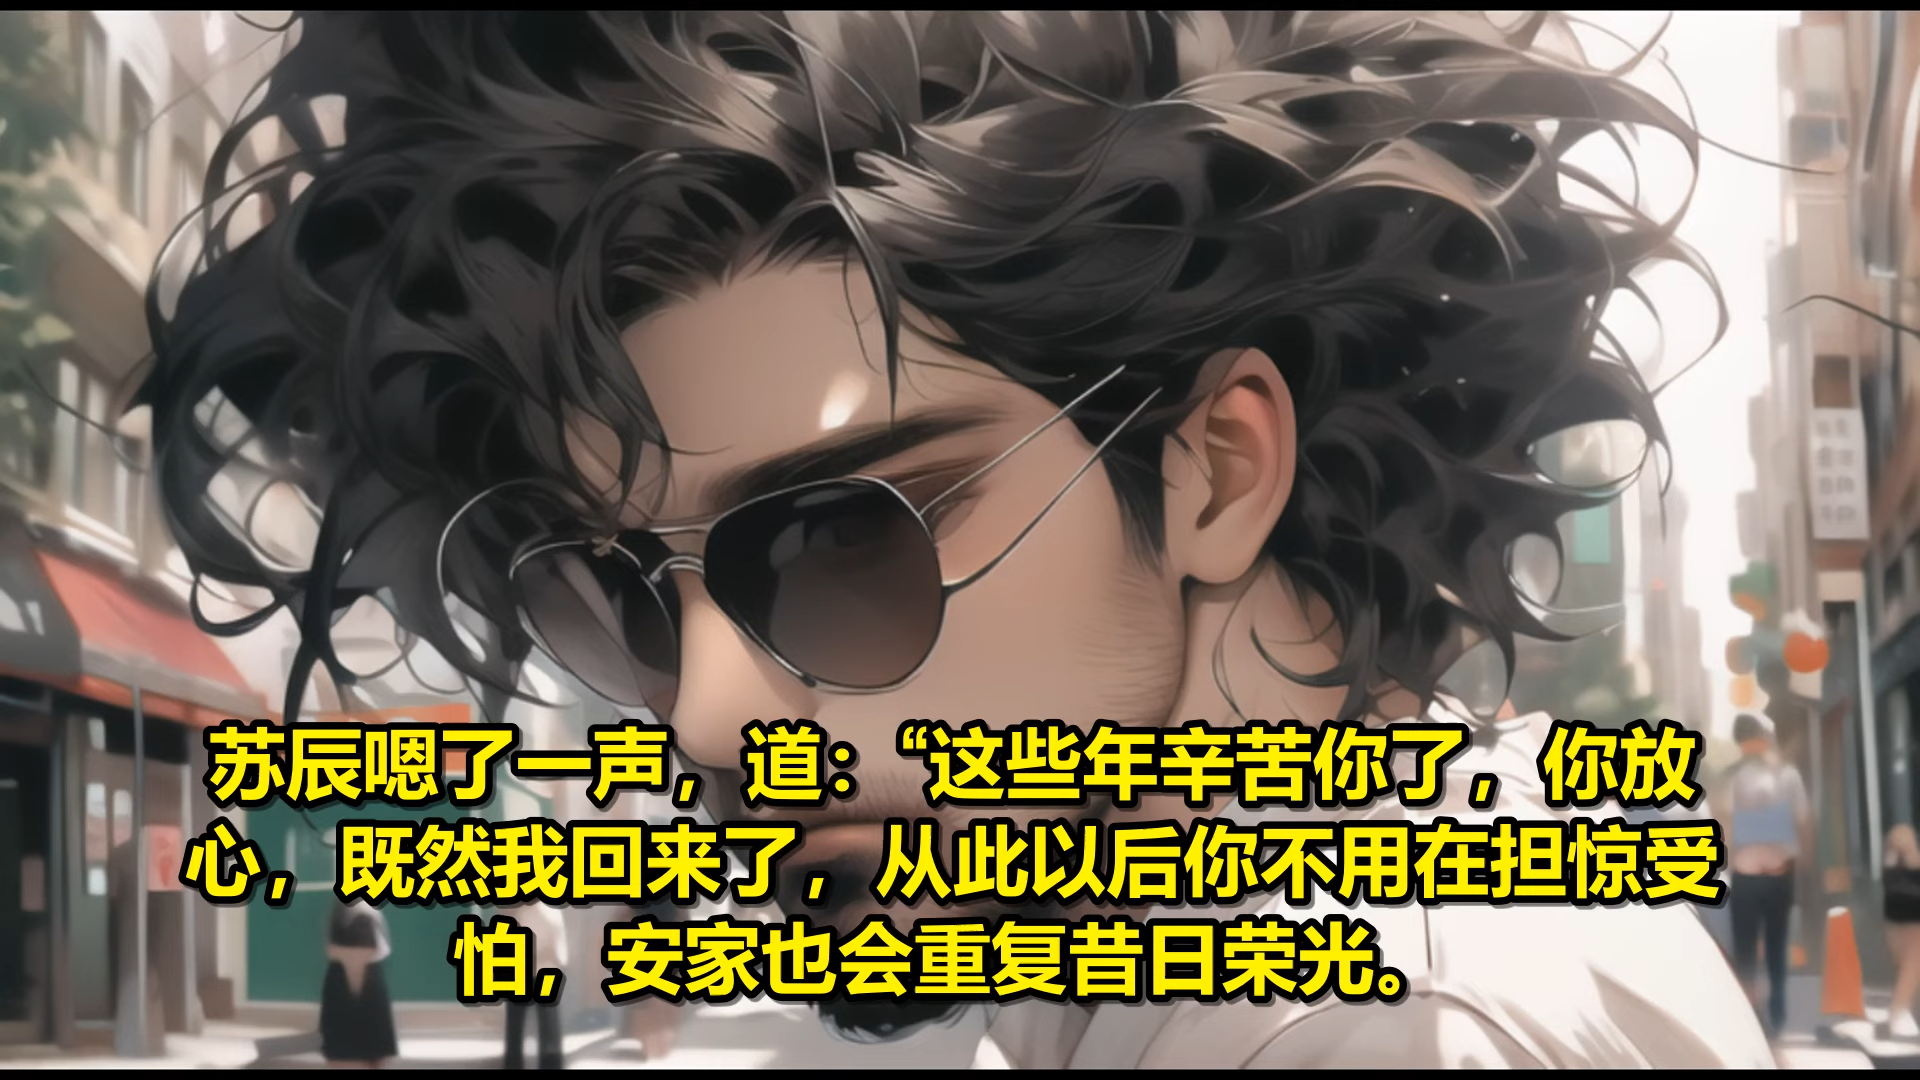 苏辰嗯了一声，道：“这些年辛苦你了，你放
心，既然我回来了，从此以后你不用在担惊受
怕，安家也会重复昔日荣光。